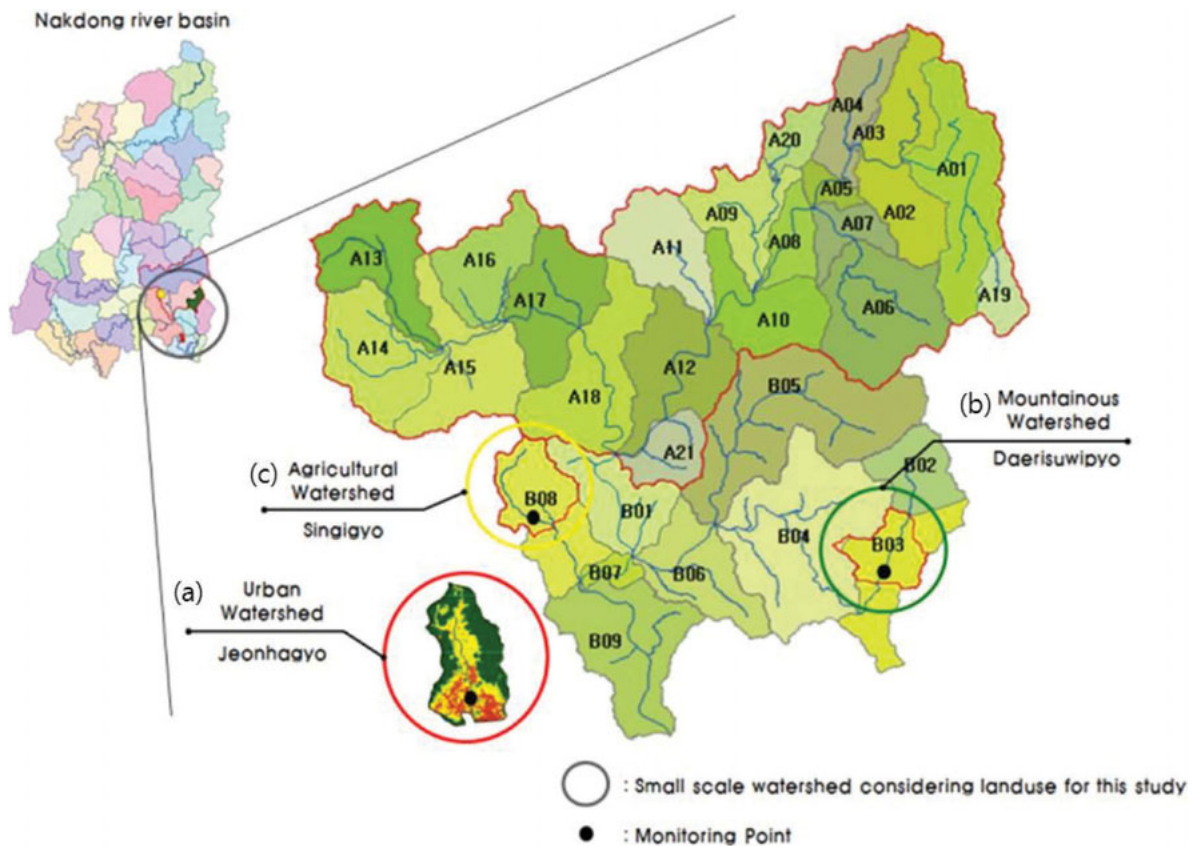 Nakdong river basin
A04
A03
A20
A01
A05
A09
A02
A07
A11
A08
A16
A13
A19
A17
A06
A10
A14
A15
A12
A18
B05
(b)
Mountainous
Watershed
Daerisuwipyo
(c)
Agricultural
Watershed
Singigyo
A21
B02
B08
B01
B04
B03
B07
B06
(a)
Urban
Watershed
Jeonhagyo
B09
: Small scale watershed considering landuse for this study
: Monitoring Point